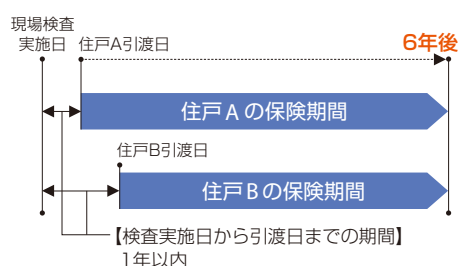 現場検査
実施日
住戸A引渡日
6年後
住戸Aの保険期間
住戸B引渡日
住戸Bの保険期間
【検査実施日から引渡日までの期間】
1年以内